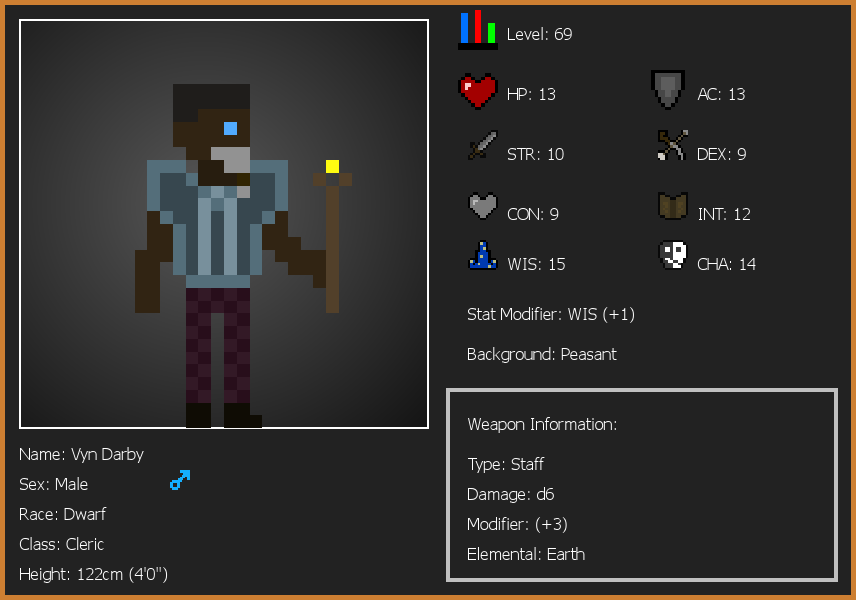 Level: 69
HP: 13
AC: 13
STR: 10
DEX: 9
CON: 9
INT: 12
WIS: 15
CHA: 14
Stat Modifier: WIS (+1)
Background: Peasant
Weapon Information:
Type: Staff
Damage: d6
Modifier: (+3)
Elemental: Earth
Name: Vyn Darby
Sex: Male
Race: Dwarf
Class: Cleric
Height: 122cm (4'0")